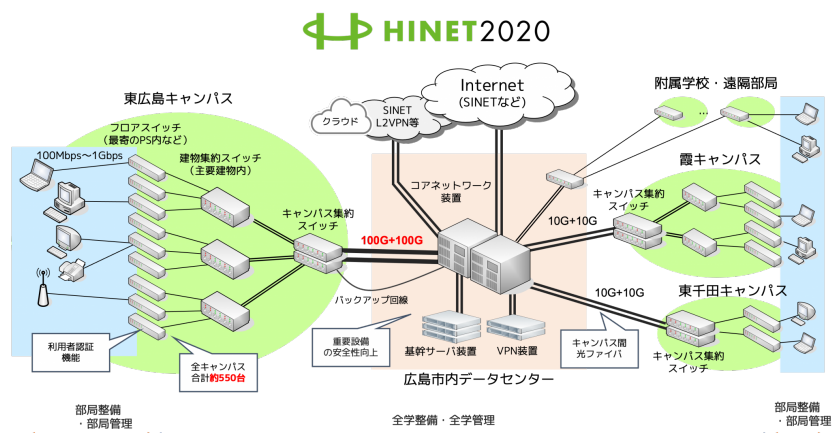 HINET2020
東広島キャンパス
フロアスイッチ
（最寄のPS内など）
100Mbps～1Gbps
建物集約スイッチ
（主要建物内）
キャンパス集約
スイッチ
利用者認証
機能
全キャンパス
合計約550台
部局整備
・部局管理
クラウド
SINET
L2VPN等
Internet
(SINETなど)
コアネットワーク
装置
100G+100G
バックアップ回線
重要設備
の安全性向上
基幹サーバ装置
VPN装置
広島市内データセンター
全学整備・全学管理
附属学校・遠隔部局
…
霞キャンパス
キャンパス集約
スイッチ
10G+10G
10G+10G
東千田キャンパス
キャンパス間
光ファイバ
キャンパス集約
スイッチ
部局整備
・部局管理